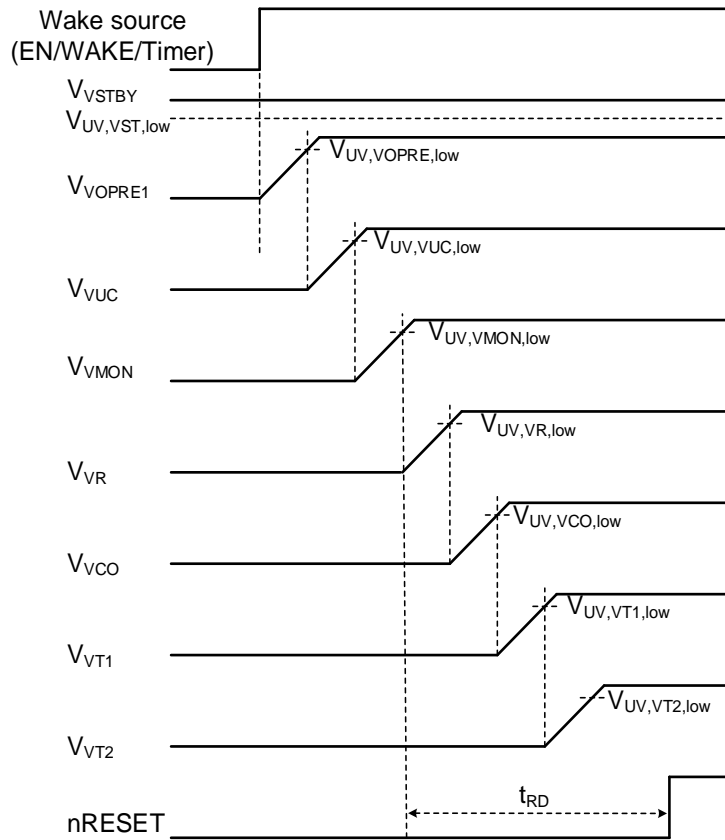 Wake source
(EN/WAKE/Timer)
VVSTBY
VUV,VST,low
VUV,VOPRE,low
VVOPRE1
VUV,VUC,low
VVUC
VUV,VMON,low
VVMON
VUV,VR,low
VVR
VUV,VCO,low
VVCO
VUV,VT1,low
VVT1
VUV,VT2,low
VVT2
tRD
nRESET